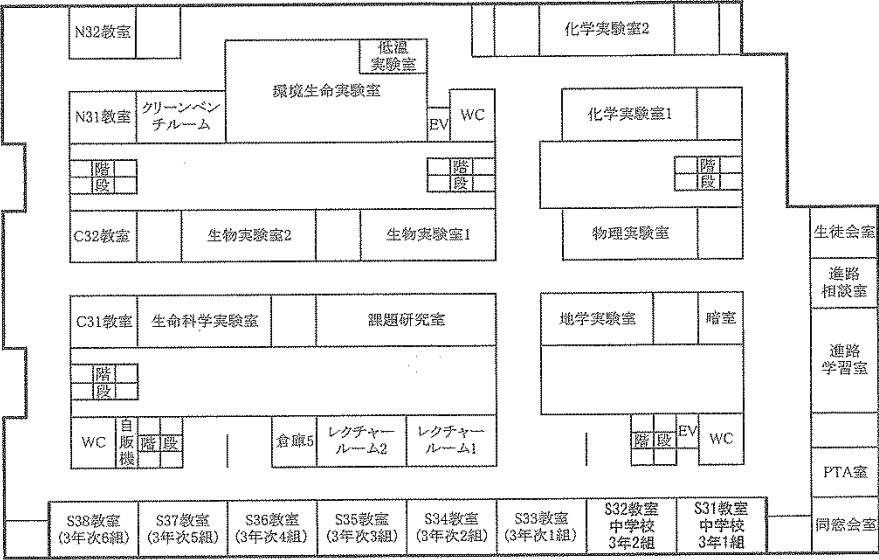 N32教室
化学実験室2
低温
実験室
環境生命実験室
N31教室
クリーンベン
チルーム
EV
WC
化学実験室1
階
段
階
段
階
段
C32教室
生物実験室2
生物実験室1
物理実験室
生徒会室
進路
相談室
C31教室
生命科学実験室
課題研究室
地学実験室
暗室
進路
学習室
階
段
WC
自
販
機
階段
倉庫5
レクチャー
ルーム2
レクチャー
ルーム1
階段
EV
WC
PTA室
S38教室
(3年次6組)
S37教室
(3年次5組)
S36教室
(3年次4組)
S35教室
(3年次3組)
S34教室
(3年次2組)
S33教室
(3年次1組)
S32教室
中学校
3年2組
S31教室
中学校
3年1組
同窓会室